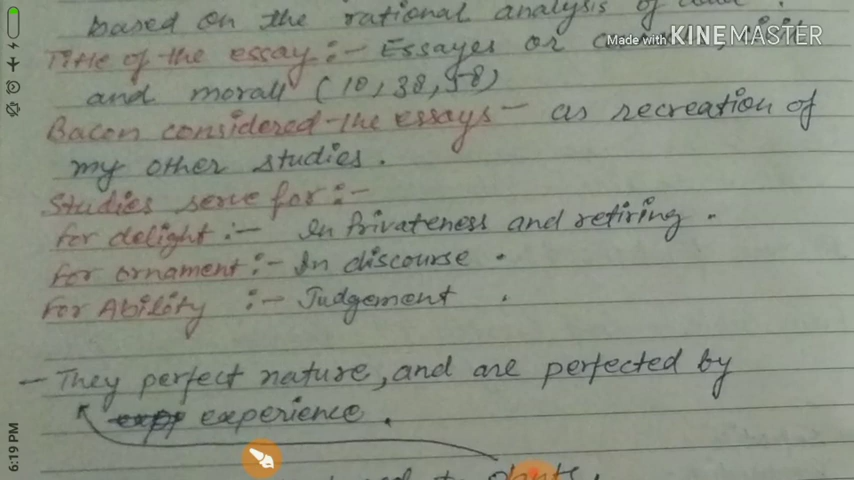 based on the rational analysis of
Title of the essay :- Essayes or
Made with KINEMASTER
and morall (10, 38, 58)
Bacon considered the essays - as recreation of
my other studies.
Studies serve for :-
for delight :- In privateness and retiring.
for ornament :- In discourse.
For Ability :- Judgement.
- They perfect nature, and are perfected by
experience.
to plants.
6:19 PM